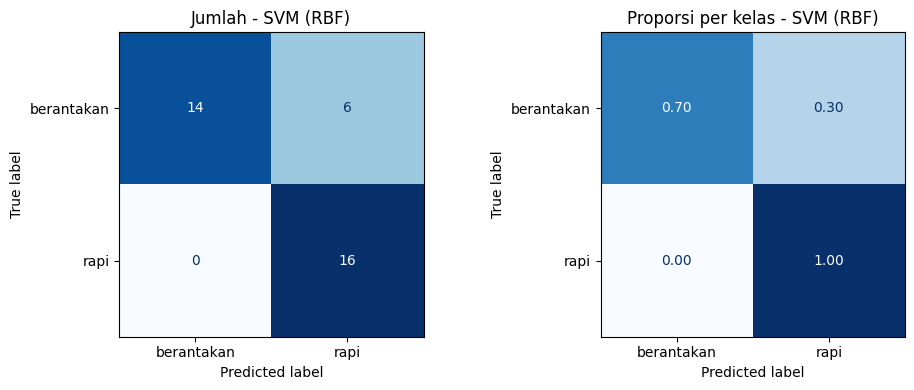 Jumlah - SVM (RBF)
True label
berantakan
14
6
rapi
0
16
berantakan
rapi
Predicted label
Proporsi per kelas - SVM (RBF)
True label
berantakan
0.70
0.30
rapi
0.00
1.00
berantakan
rapi
Predicted label